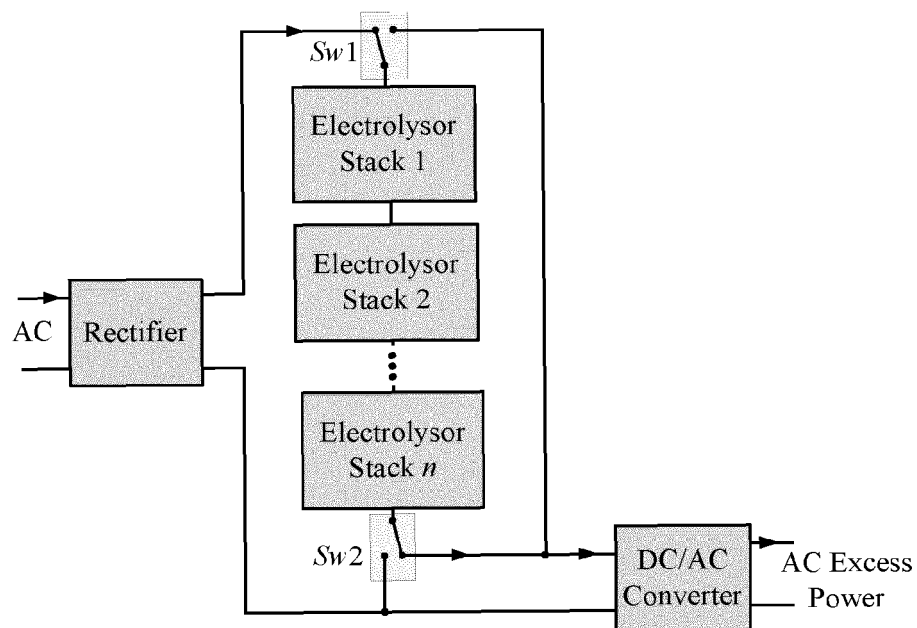 Sw1
Electrolysor
Stack 1
Electrolysor
Stack 2
AC
Rectifier
Electrolysor
Stack n
Sw2
DC/AC
Converter
AC Excess
Power